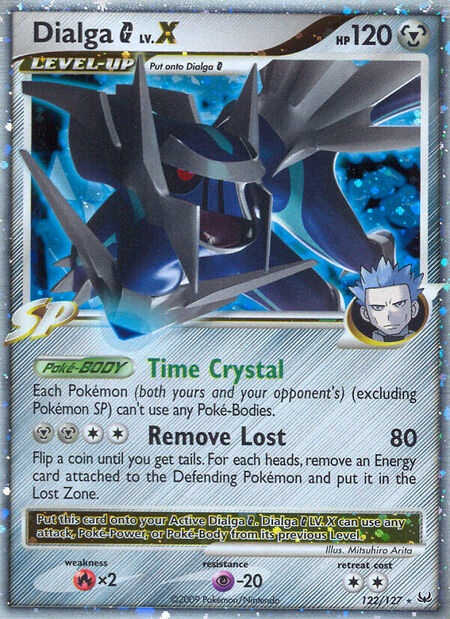 Dialga G LV. X HP 120
LEVEL-UP Put onto Dialga G
SP
Poké-BODY Time Crystal
Each Pokémon (both yours and your opponent's) (excluding
Pokémon SP) can't use any Poké-Bodies.
Remove Lost 80
Flip a coin until you get tails. For each heads, remove an Energy
card attached to the Defending Pokémon and put it in the
Lost Zone.
Put this card onto your Active Dialga G. Dialga G LV. X can use any
attack, Poké-Power, or Poké-Body from its previous Level.
Illus. Mitsuhiro Arita
weakness resistance retreat cost
×2 -20
©2009 Pokémon/Nintendo 122/127